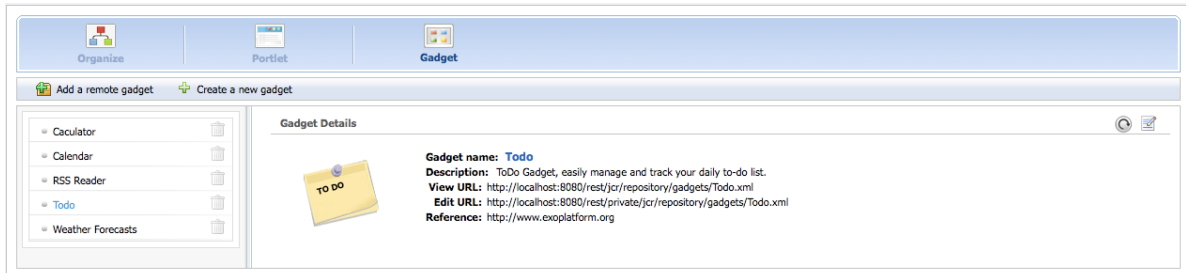 Organize
Portlet
Gadget
Add a remote gadget
Create a new gadget
Caculator
Calendar
RSS Reader
Todo
Weather Forecasts
Gadget Details
TO DO
Gadget name: Todo
Description: ToDo Gadget, easily manage and track your daily to-do list.
View URL: http://localhost:8080/rest/jcr/repository/gadgets/Todo.xml
Edit URL: http://localhost:8080/rest/private/jcr/repository/gadgets/Todo.xml
Reference: http://www.exoplatform.org